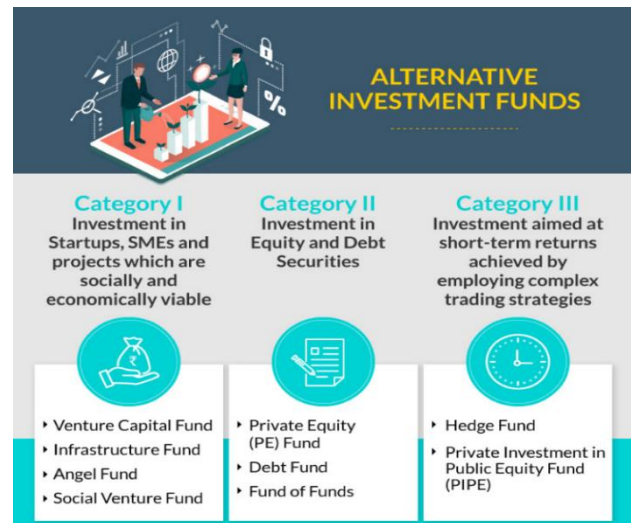 ALTERNATIVE
INVESTMENT FUNDS
%
Category I
Investment in
Startups, SMEs and
projects which are
socially and
economically viable
₹
‣ Venture Capital Fund
‣ Infrastructure Fund
‣ Angel Fund
‣ Social Venture Fund
Category II
Investment in
Equity and Debt
Securities
‣ Private Equity
(PE) Fund
‣ Debt Fund
‣ Fund of Funds
Category III
Investment aimed at
short-term returns
achieved by
employing complex
trading strategies
‣ Hedge Fund
‣ Private Investment in
Public Equity Fund
(PIPE)